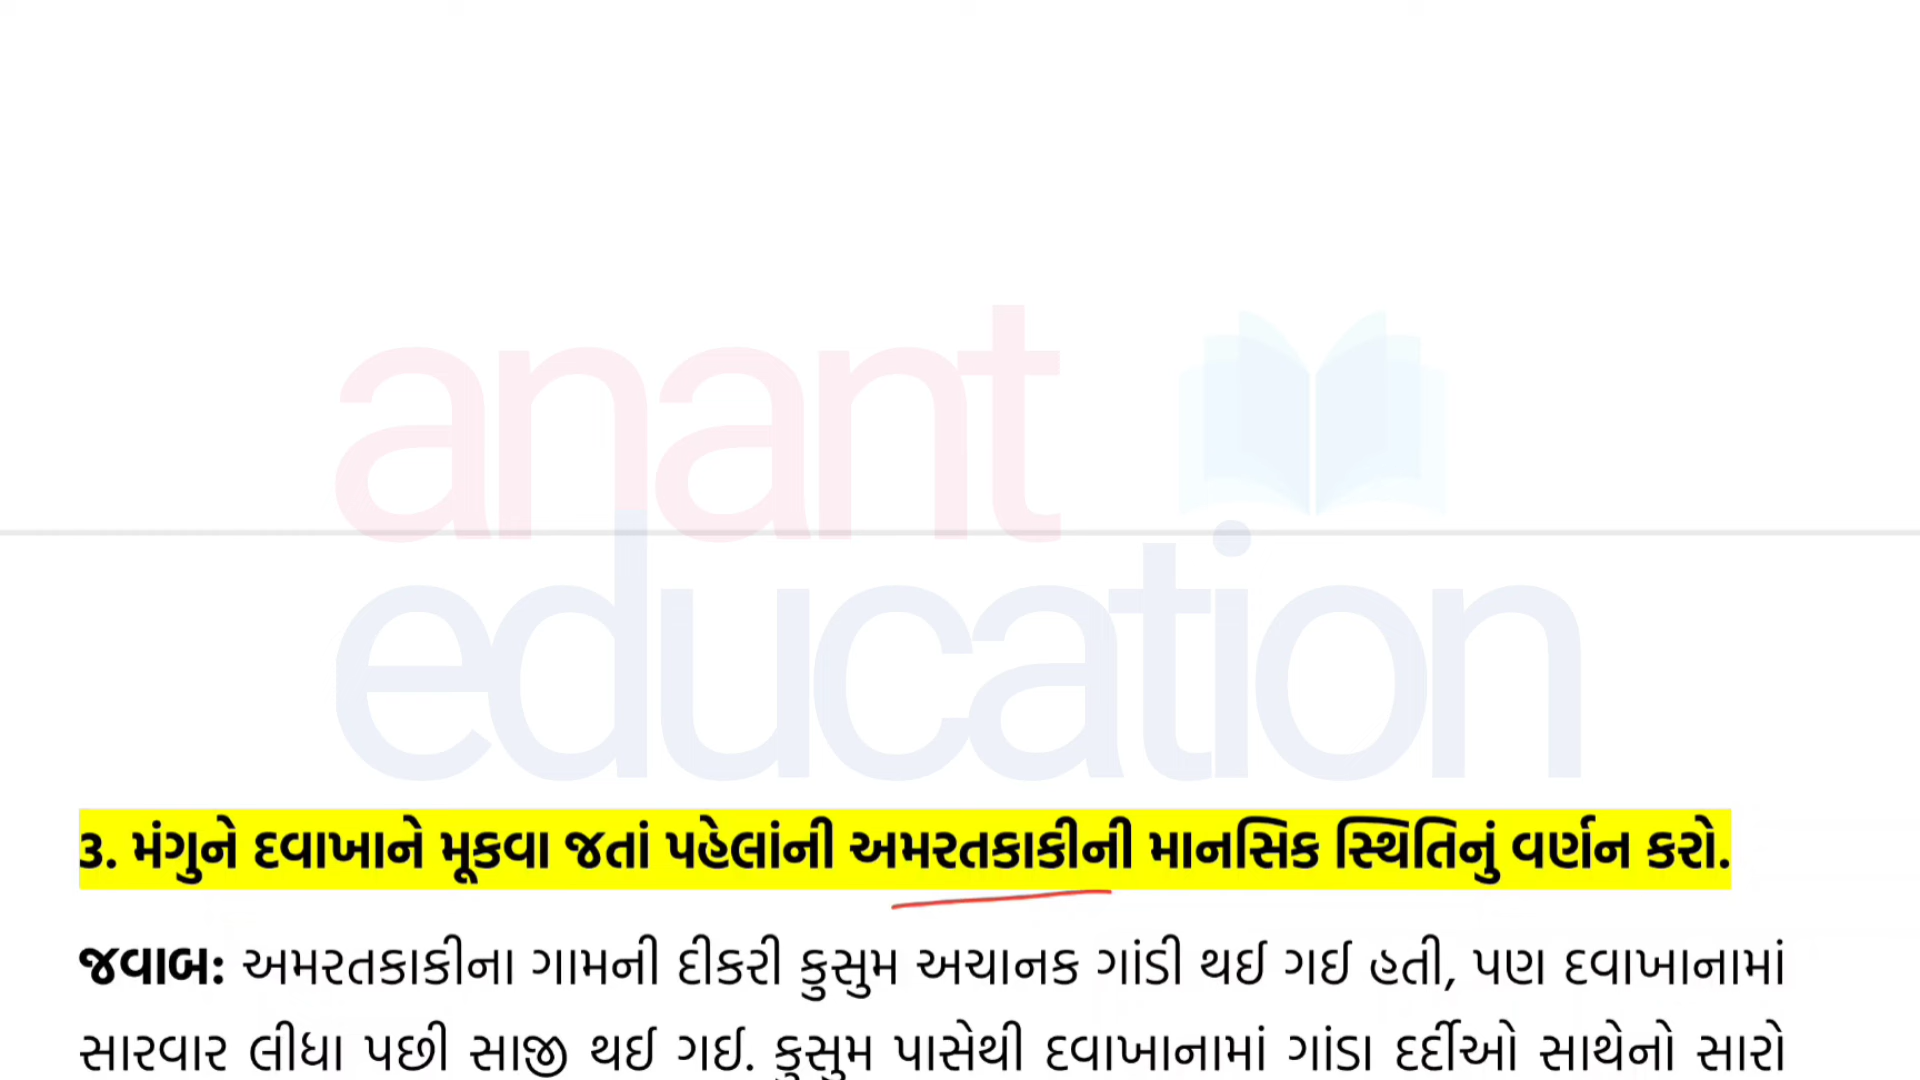 anant
education
૩. મંગુને દવાખાને મૂકવા જતાં પહેલાંની અમરતકાકીની માનસિક સ્થિતિનું વર્ણન કરો.
જવાબ: અમરતકાકીના ગામની દીકરી કુસુમ અચાનક ગાંડી થઈ ગઈ હતી, પણ દવાખાનામાં
સારવાર લીધા પછી સાજી થઈ ગઈ. કુસુમ પાસેથી દવાખાનામાં ગાંડા દર્દીઓ સાથેનો સારો